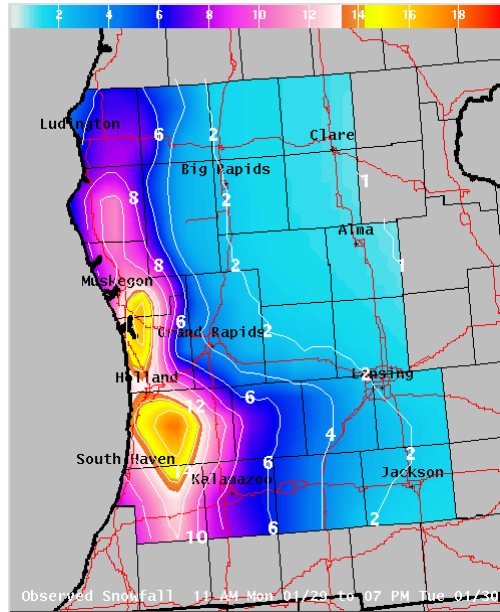 2 4 6 8 10 12 14 16 18
Ludington
6
2
Clare
Big Rapids
1
8
2
Alma
8
2
1
Muskegon
6
2
Grand Rapids
2
Lansing
Holland
12
6
4
2
South Haven
6
Jackson
Kalamazoo
6
2
10
Observed Snowfall 11 AM Mon 01/29 to 07 PM Tue 01/30